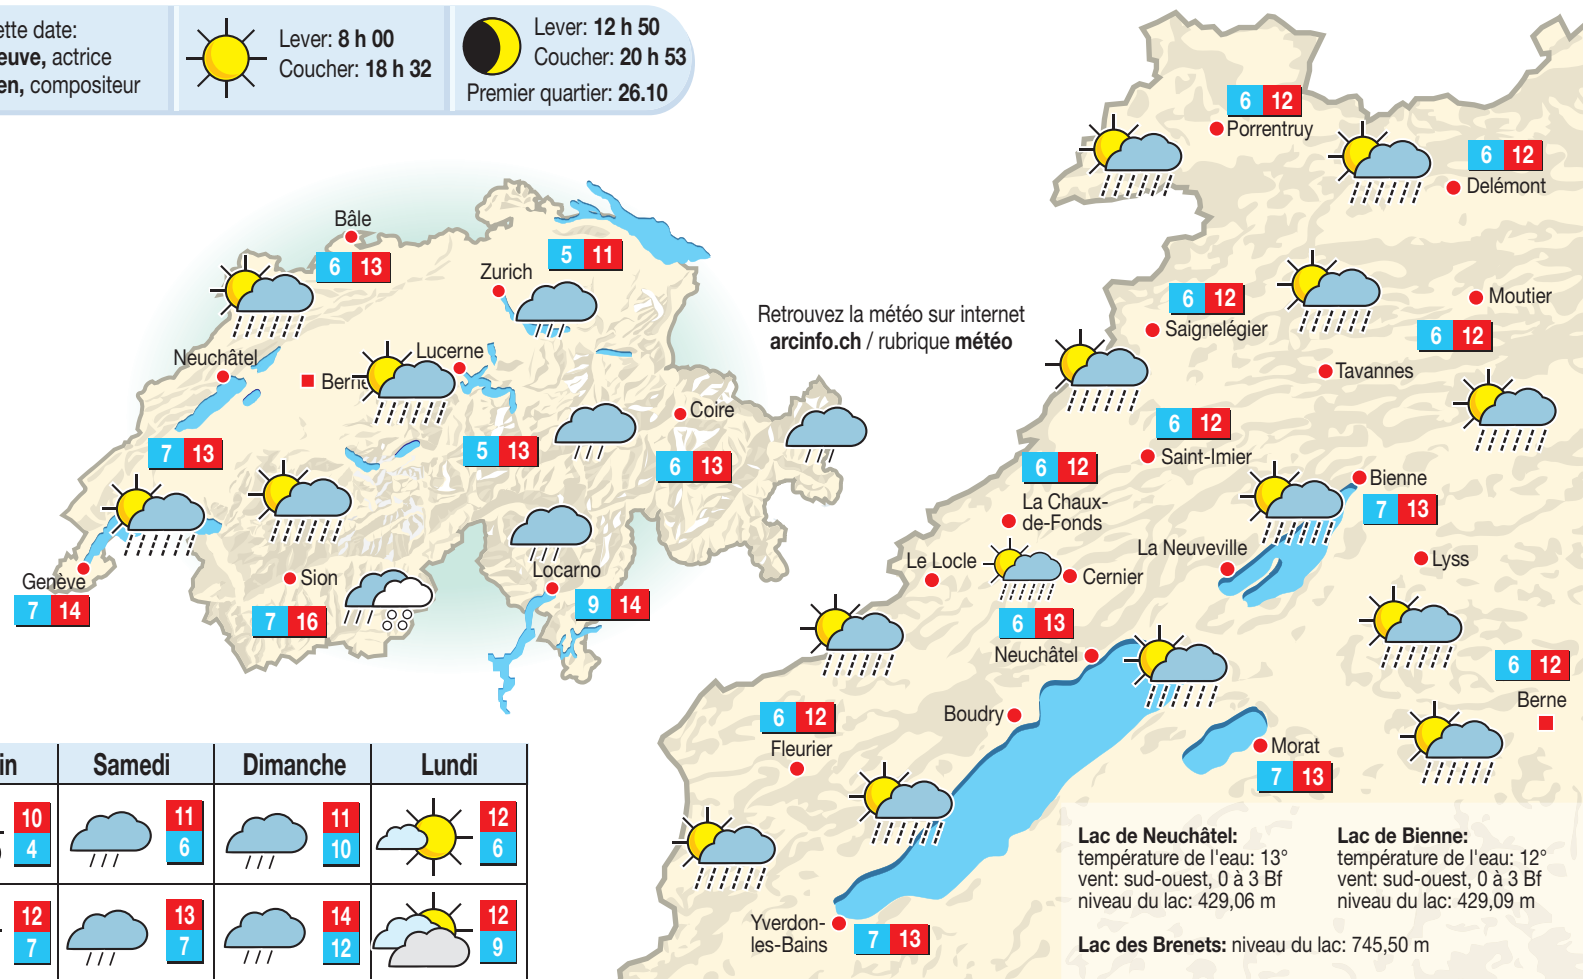 ette date:
euve, actrice
en, compositeur
Lever: 8 h 00
Coucher: 18 h 32
Lever: 12 h 50
Coucher: 20 h 53
Premier quartier: 26.10
Bâle
6 13
Zurich
5 11
Neuchâtel
7 13
Berne
Lucerne
5 13
Coire
6 13
Genève
7 14
Sion
7 16
Locarno
9 14
Retrouvez la météo sur internet
arcinfo.ch / rubrique météo
6 12
Porrentruy
6 12
Delémont
6 12
Saignelégier
Moutier
6 12
Tavannes
6 12
Saint-Imier
6 12
La Chaux-
de-Fonds
Bienne
7 13
Le Locle
Cernier
La Neuveville
Lyss
6 13
Neuchâtel
6 12
Berne
Boudry
6 12
Fleurier
Morat
7 13
Yverdon-
les-Bains
7 13
in
Samedi
Dimanche
Lundi
10
4
11
6
11
10
12
6
12
7
13
7
14
12
12
9
Lac de Neuchâtel:
température de l'eau: 13°
vent: sud-ouest, 0 à 3 Bf
niveau du lac: 429,06 m
Lac de Bienne:
température de l'eau: 12°
vent: sud-ouest, 0 à 3 Bf
niveau du lac: 429,09 m
Lac des Brenets: niveau du lac: 745,50 m